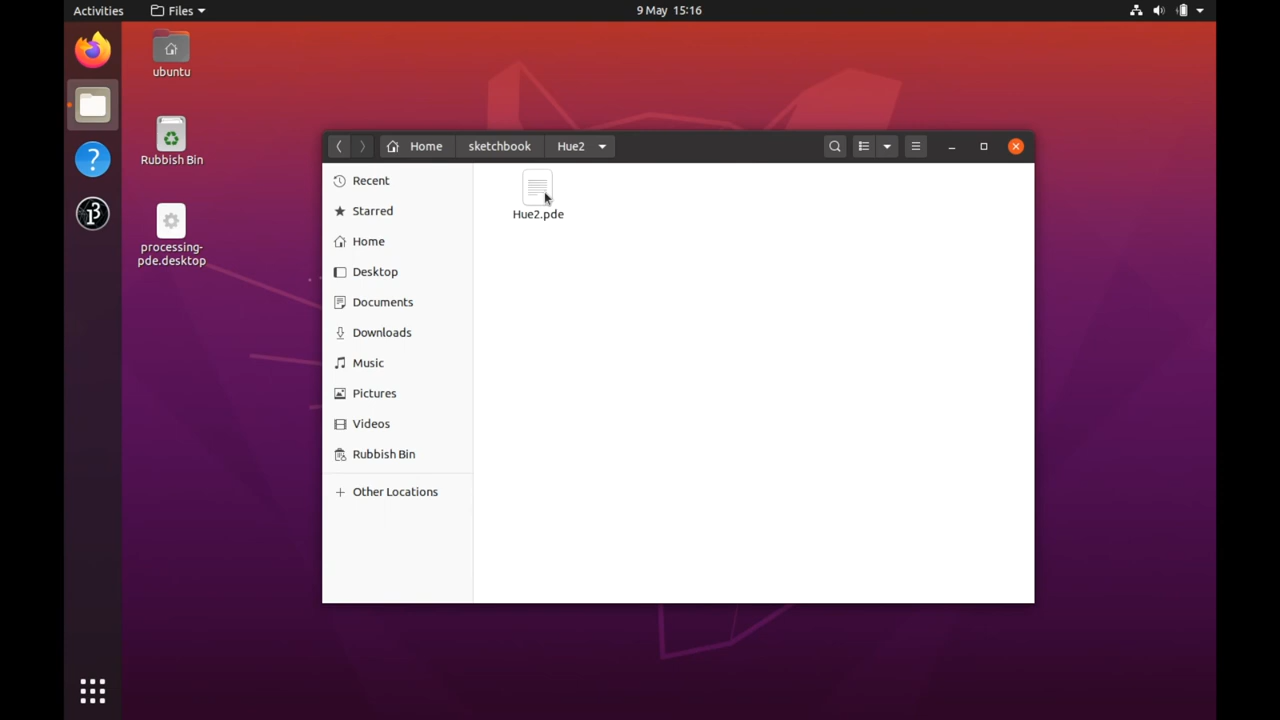 Activities
Files
9 May 15:16
ubuntu
Rubbish Bin
processing-
pde.desktop
Home
sketchbook
Hue2
Recent
Starred
Home
Desktop
Documents
Downloads
Music
Pictures
Videos
Rubbish Bin
Other Locations
Hue2.pde